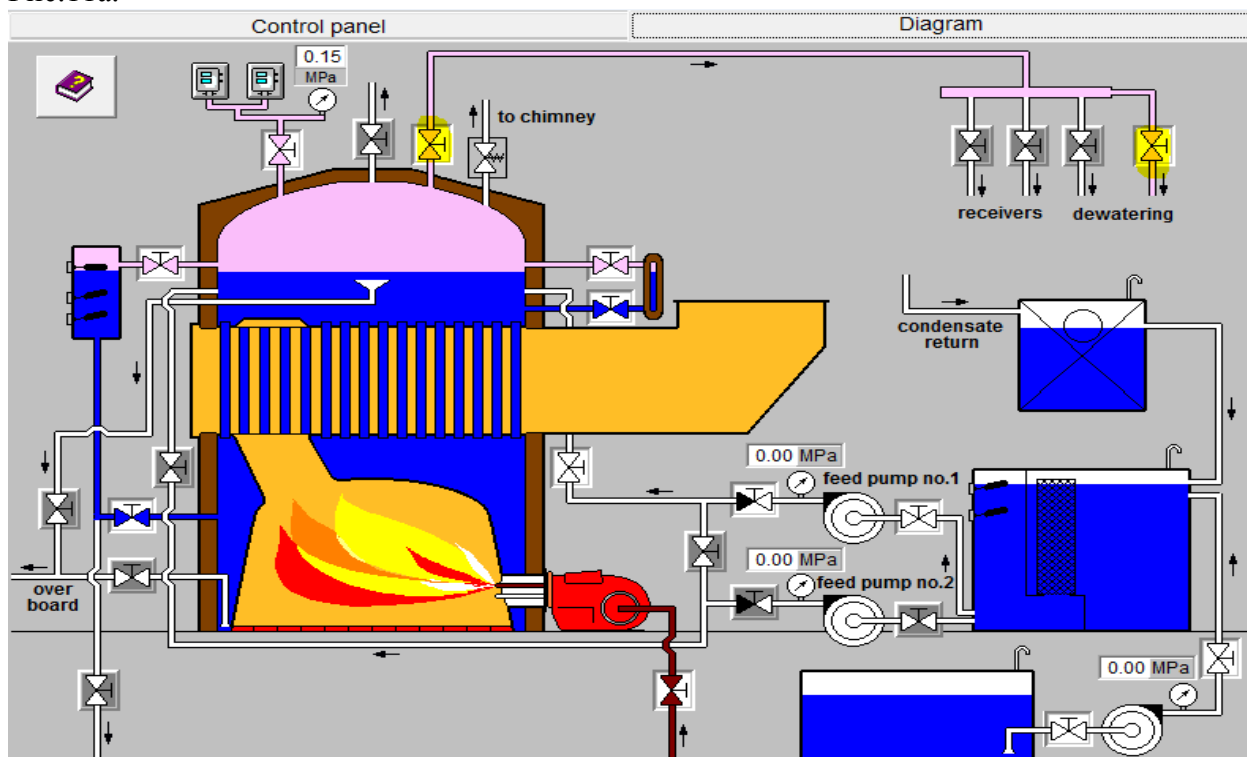 Control panel
Diagram
0.15
MPa
?
to chimney
receivers
dewatering
condensate
return
0.00 MPa
feed pump no.1
0.00 MPa
feed pump no.2
over
board
0.00 MPa